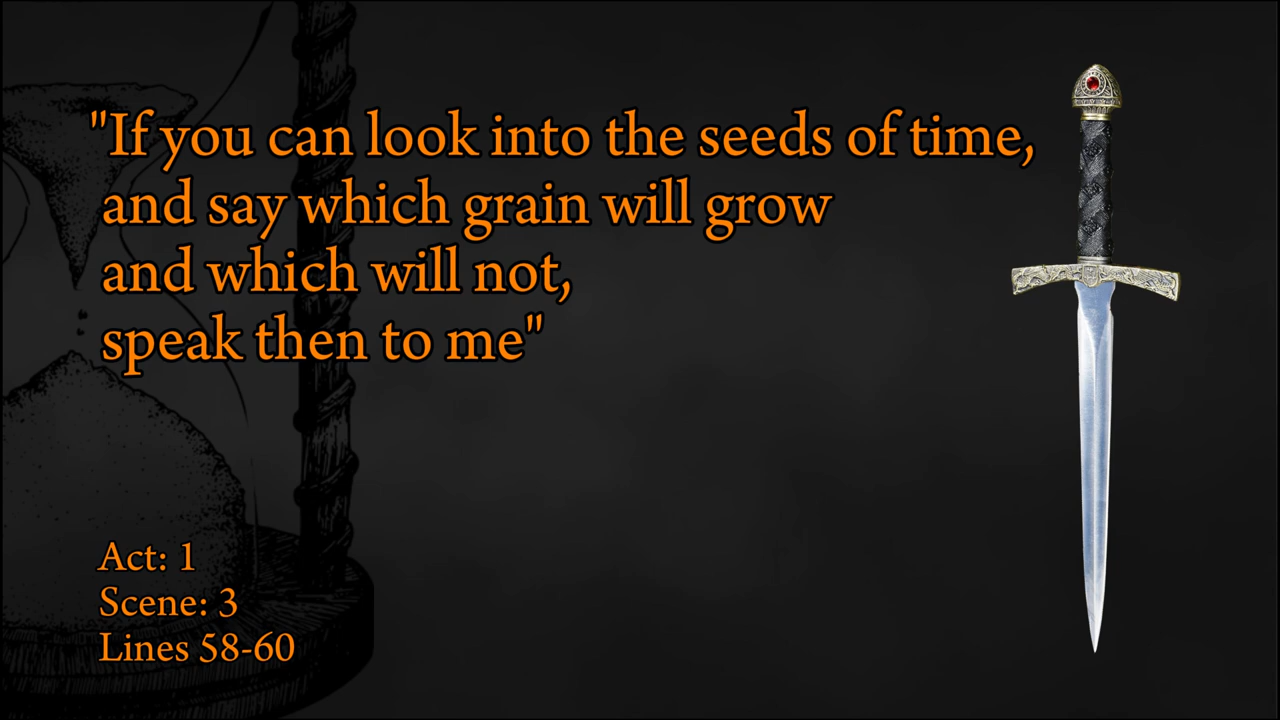 "If you can look into the seeds of time,
and say which grain will grow
and which will not,
speak then to me"
Act: 1
Scene: 3
Lines 58-60